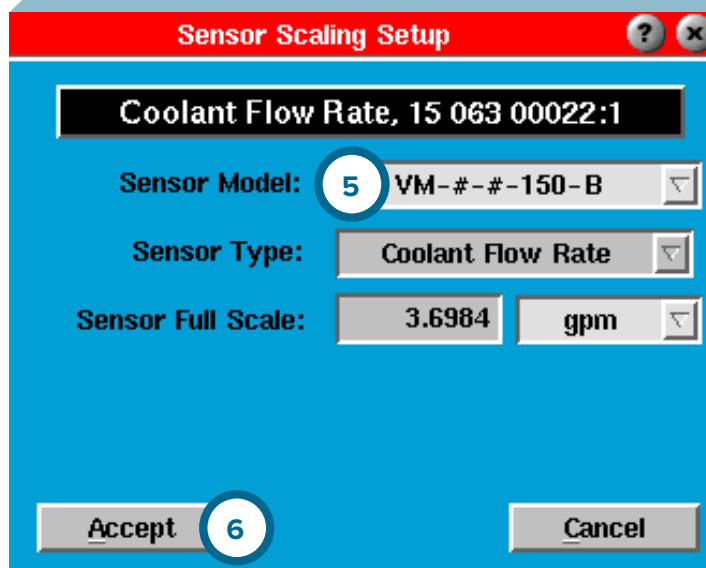 Sensor Scaling Setup ? x
Coolant Flow Rate, 15 063 00022:1
Sensor Model: 5 VM-#-#-150-B
Sensor Type: Coolant Flow Rate
Sensor Full Scale: 3.6984 gpm
Accept 6 Cancel